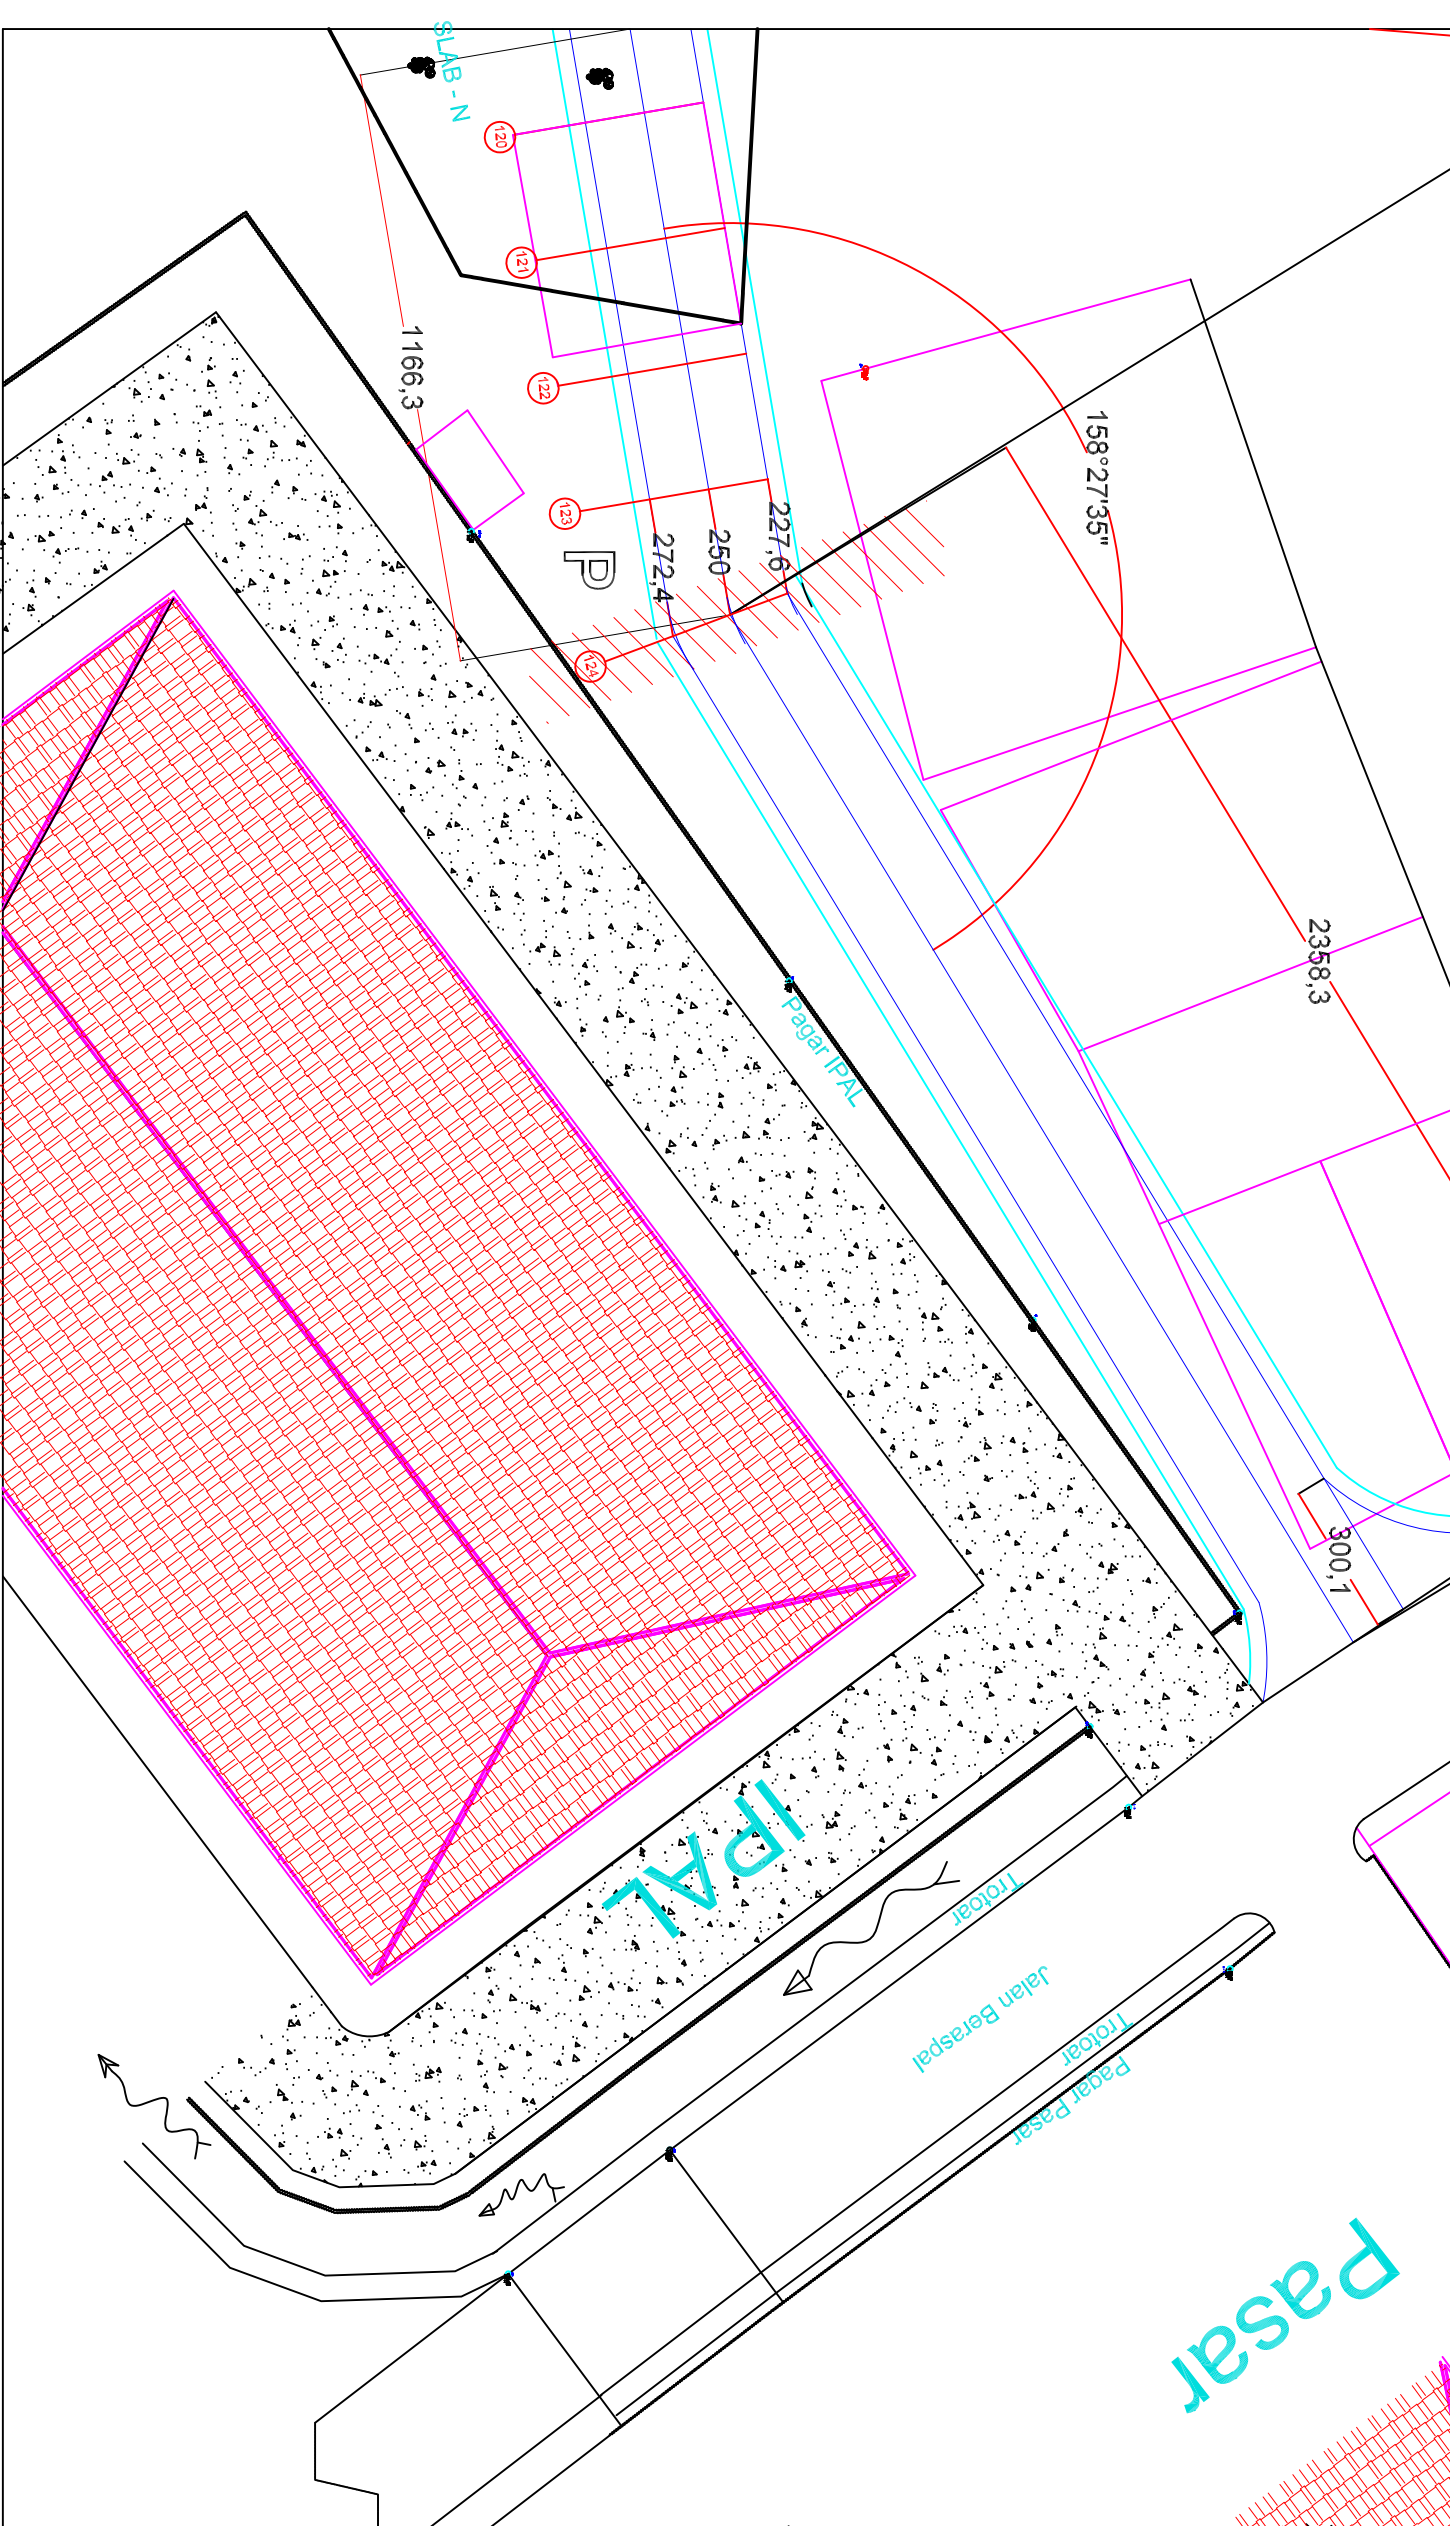 SLAB - N
120
121
122
1166,3
158°27'35"
123
227,6
250
272,4
P
124
2358,3
Pagar IPAL
300,1
IPAL
Trotoar
Jalan Beraspal
Trotoar
Pagar Pasar
Pasar